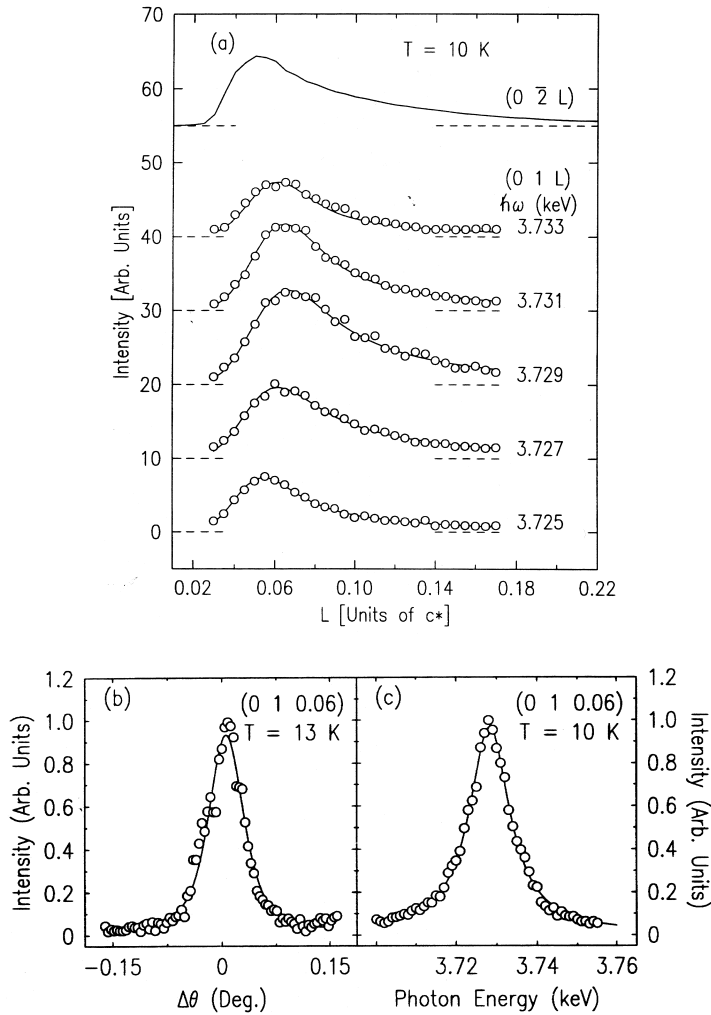 (a)
T = 10 K
(0 2̄ L)
(0 1 L)
ħω (keV)
3.733
3.731
3.729
3.727
3.725
70
60
50
40
30
20
10
0
Intensity [Arb. Units]
0.02 0.06 0.10 0.14 0.18 0.22
L [Units of c*]
(b)
(0 1 0.06)
T = 13 K
1.2
1.0
0.8
0.6
0.4
0.2
0
Intensity (Arb. Units)
-0.15 0 0.15
Δθ (Deg.)
(c)
(0 1 0.06)
T = 10 K
1.2
1.0
0.8
0.6
0.4
0.2
0
Intensity (Arb. Units)
3.72 3.74 3.76
Photon Energy (keV)